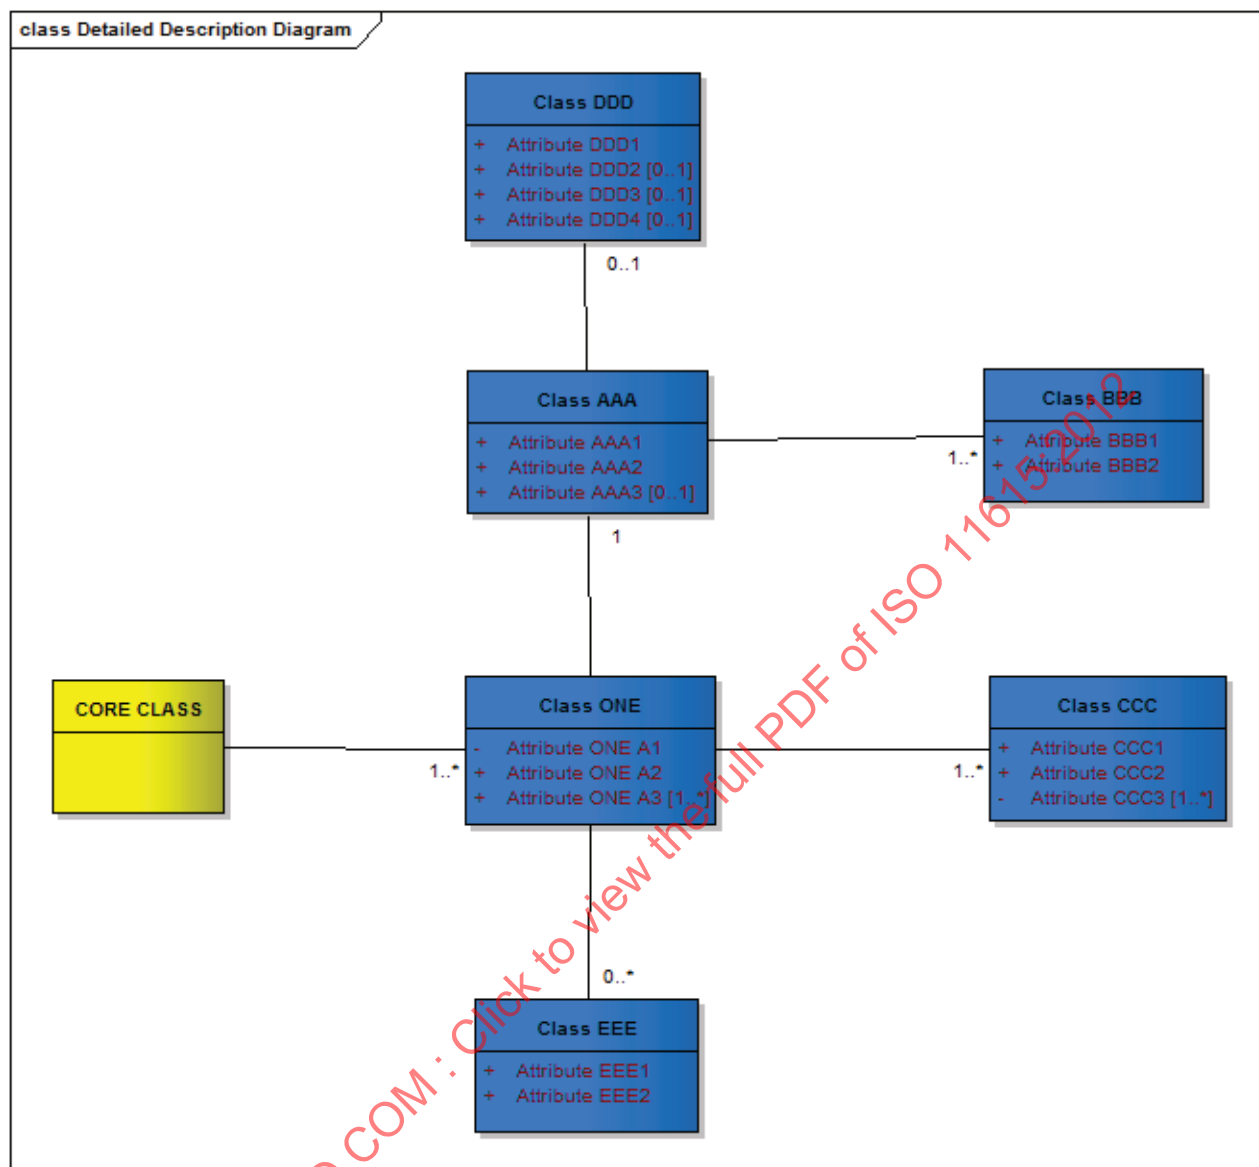 class Detailed Description Diagram
Class DDD
+ Attribute DDD1
+ Attribute DDD2 [0..1]
+ Attribute DDD3 [0..1]
+ Attribute DDD4 [0..1]
0..1
Class AAA
+ Attribute AAA1
+ Attribute AAA2
+ Attribute AAA3 [0..1]
1
Class BBB
+ Attribute BBB1
+ Attribute BBB2
1..*
CORE CLASS
1..*
Class ONE
- Attribute ONE A1
+ Attribute ONE A2
+ Attribute ONE A3 [1..*]
1..*
Class CCC
+ Attribute CCC1
+ Attribute CCC2
- Attribute CCC3 [1..*]
0..*
Class EEE
+ Attribute EEE1
+ Attribute EEE2
COM : Click to view the full PDF of ISO 11615:2012